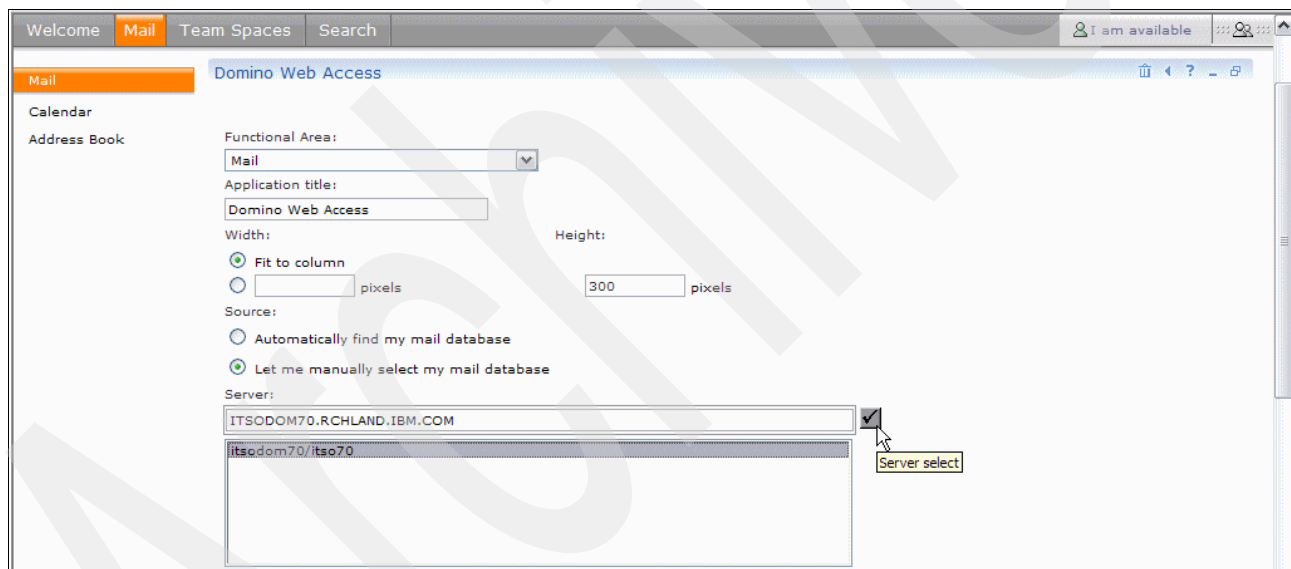 Welcome Mail Team Spaces Search I am available
Mail Domino Web Access ?
Calendar
Address Book
Functional Area:
Mail
Application title:
Domino Web Access
Width: Height:
Fit to column
pixels 300 pixels
Source:
Automatically find my mail database
Let me manually select my mail database
Server:
ITSODOM70.RCHLAND.IBM.COM
itsodom70/itso70
Server select